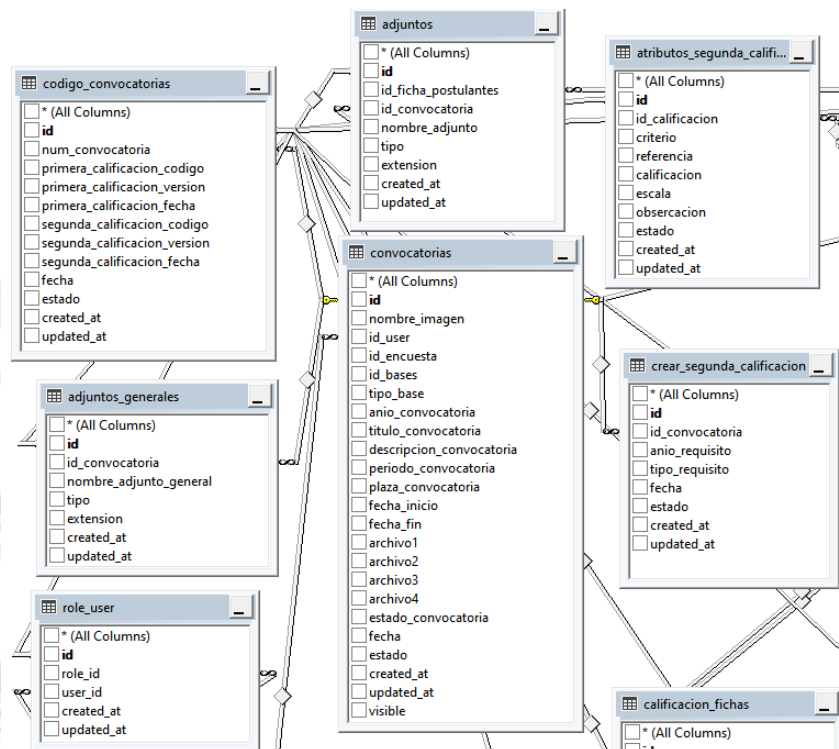 adjuntos
* (All Columns)
id
id_ficha_postulantes
id_convocatoria
nombre_adjunto
tipo
extension
created_at
updated_at
atributos_segunda_califi...
* (All Columns)
id
id_calificacion
criterio
referencia
calificacion
escala
obsercacion
estado
created_at
updated_at
codigo_convocatorias
* (All Columns)
id
num_convocatoria
primera_calificacion_codigo
primera_calificacion_version
primera_calificacion_fecha
segunda_calificacion_codigo
segunda_calificacion_version
segunda_calificacion_fecha
fecha
estado
created_at
updated_at
convocatorias
* (All Columns)
id
nombre_imagen
id_user
id_encuesta
id_bases
tipo_base
anio_convocatoria
titulo_convocatoria
descripcion_convocatoria
periodo_convocatoria
plaza_convocatoria
fecha_inicio
fecha_fin
archivo1
archivo2
archivo3
archivo4
estado_convocatoria
fecha
estado
created_at
updated_at
visible
crear_segunda_calificacion
* (All Columns)
id
id_convocatoria
anio_requisito
tipo_requisito
fecha
estado
created_at
updated_at
adjuntos_generales
* (All Columns)
id
id_convocatoria
nombre_adjunto_general
tipo
extension
created_at
updated_at
role_user
* (All Columns)
id
role_id
user_id
created_at
updated_at
calificacion_fichas
* (All Columns)